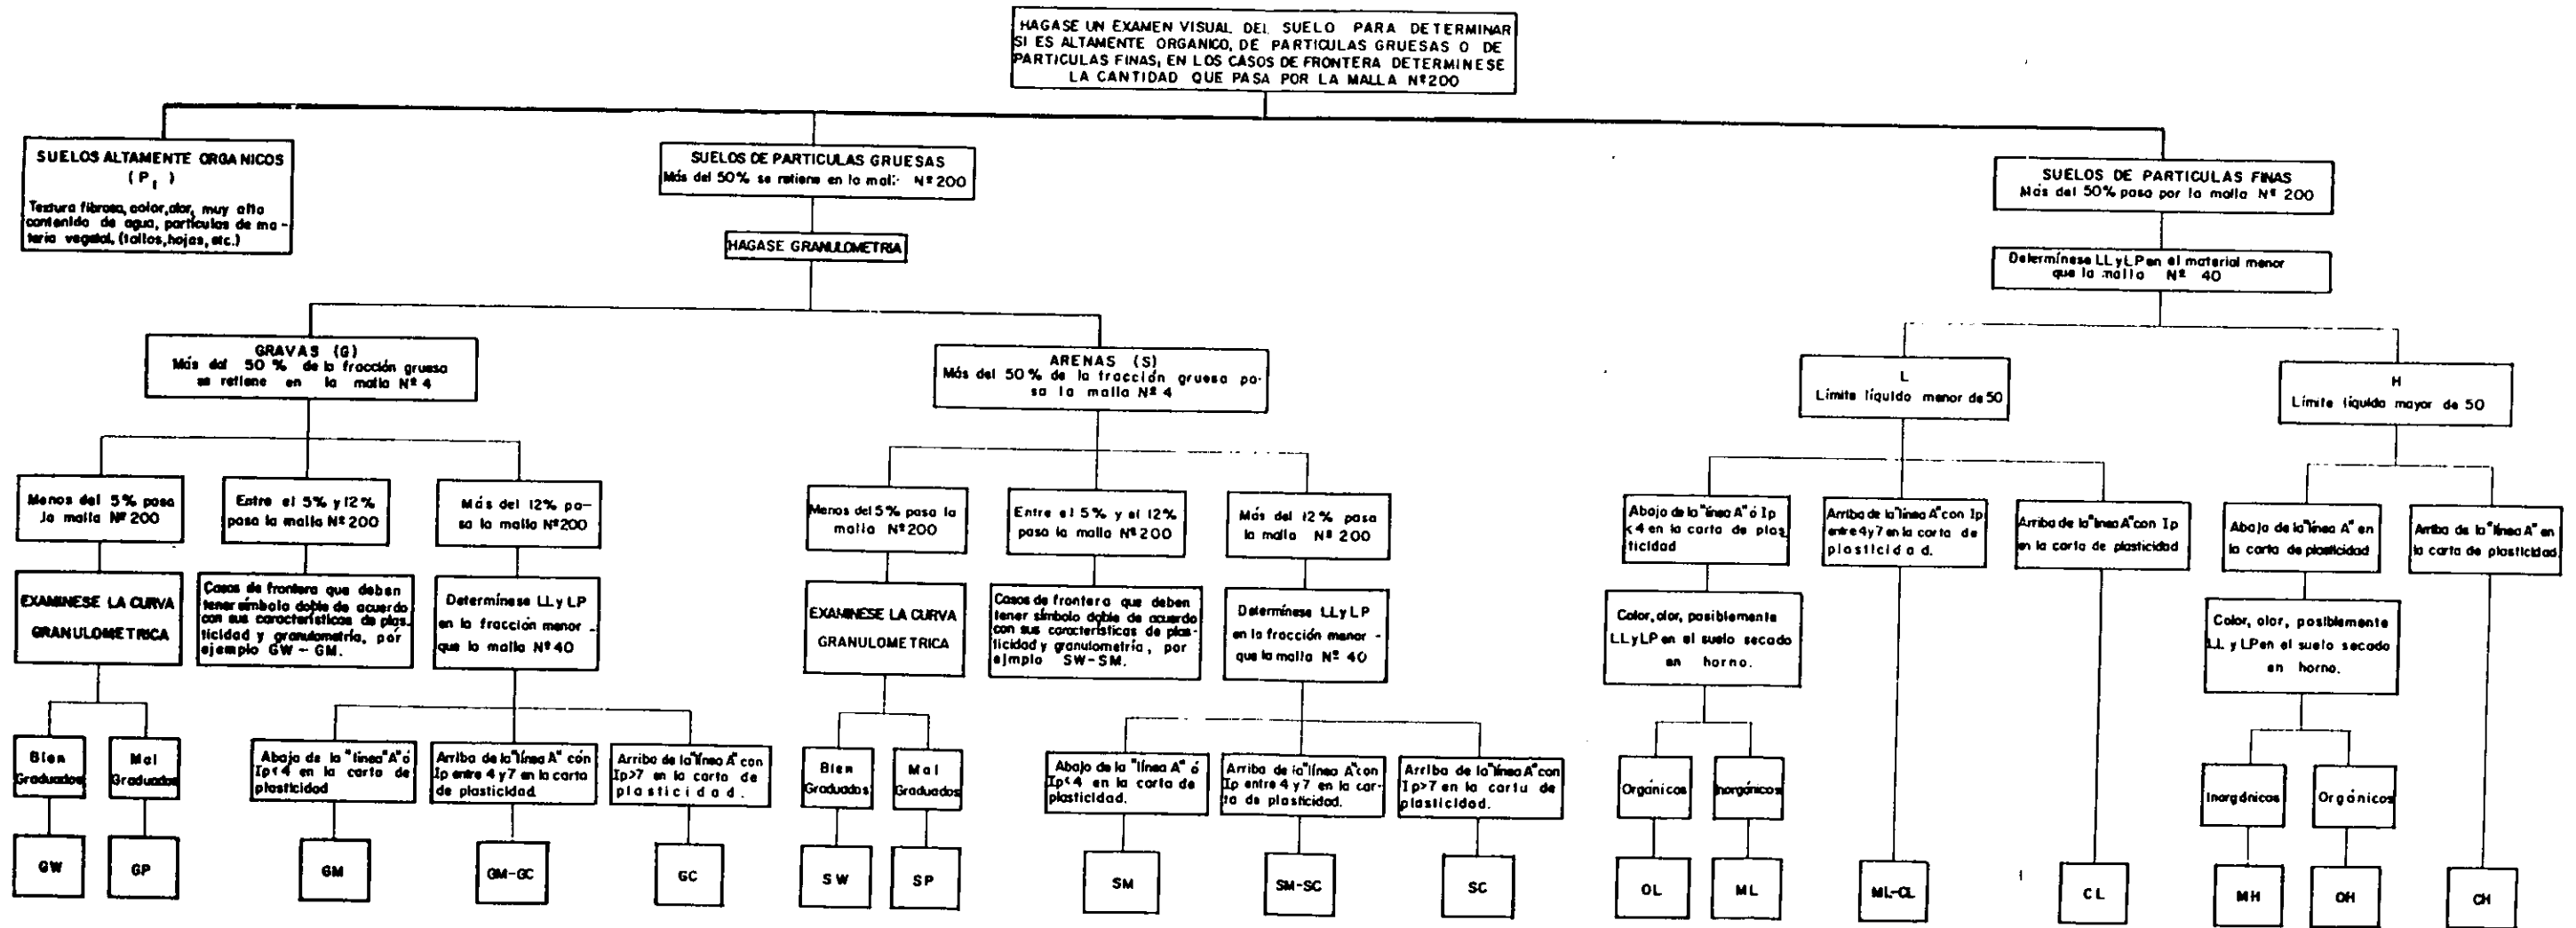 HAGASE UN EXAMEN VISUAL DEL SUELO PARA DETERMINAR
SI ES ALTAMENTE ORGANICO, DE PARTICULAS GRUESAS O DE
PARTICULAS FINAS, EN LOS CASOS DE FRONTERA DETERMINESE
LA CANTIDAD QUE PASA POR LA MALLA Nº200
SUELOS ALTAMENTE ORGANICOS
(Pt)
Textura fibrosa, color, olor, muy alto
contenido de agua, partículas de ma-
teria vegetal, (tallos, hojas, etc.)
SUELOS DE PARTICULAS GRUESAS
Más del 50% se retiene en la mall Nº 200
HAGASE GRANULOMETRIA
SUELOS DE PARTICULAS FINAS
Más del 50% pasa por la malla Nº 200
Determínese LL y LP en el material menor
que la malla Nº 40
GRAVAS (G)
Más del 50 % de la fracción gruesa
se retiene en la malla Nº 4
ARENAS (S)
Más del 50% de la fracción gruesa pa-
sa la malla Nº 4
L
Límite líquido menor de 50
H
Límite líquido mayor de 50
Menos del 5% pasa
la malla Nº 200
Entre el 5% y 12%
pasa la malla Nº 200
Más del 12% pa-
sa la malla Nº200
Menos del 5% pasa la
malla Nº200
Entre el 5% y el 12%
pasa la malla Nº200
Más del 12% pasa
la malla Nº 200
Abajo de la "línea A" ó Ip
<4 en la carta de plas
ticidad
Arriba de la "línea A" con Ip
entre 4 y 7 en la carta de
plasticidad.
Arriba de la "línea A" con Ip
en la carta de plasticidad
Abajo de la "línea A" en
la carta de plasticidad
Arriba de la "línea A" en
la carta de plasticidad.
EXAMINESE LA CURVA
GRANULOMETRICA
Casos de frontera que deben
tener símbolo doble de acuerdo
con sus características de plas
ticidad y granulometría, por
ejemplo GW - GM.
Determínese LL y LP
en la fracción menor
que la malla Nº 40
EXAMINESE LA CURVA
GRANULOMETRICA
Casos de frontera que deben
tener símbolo doble de acuerdo
con sus características de plas-
ticidad y granulometría, por
ejmplo SW-SM.
Determínese LL y LP
en la fracción menor -
que la malla Nº 40
Color, olor, posiblemente
LL y LP en el suelo secado
en horno.
Color, olor, posiblemente
LL y LP en el suelo secado
en horno.
Bien
Graduados
Mal
Graduados
Abajo de la "línea "A" ó
Ip<4 en la carta de
plasticidad
Arriba de la "línea A" con
Ip entre 4 y 7 en la carta
de plasticidad.
Arriba de la "línea A" con
Ip>7 en la carta de
plasticidad.
Bien
Graduados
Mal
Graduados
Abajo de la "línea A" ó
Ip<4 en la carta de
plasticidad.
Arriba de la "línea A" con
Ip entre 4 y 7 en la car-
ta de plasticidad.
Arriba de la "línea A" con
Ip>7 en la carta de
plasticidad.
Orgánicos
Inorgánicos
Inorgánicos
Orgánicos
GW
GP
GM
GM-GC
GC
SW
SP
SM
SM-SC
SC
OL
ML
ML-CL
CL
MH
OH
CH